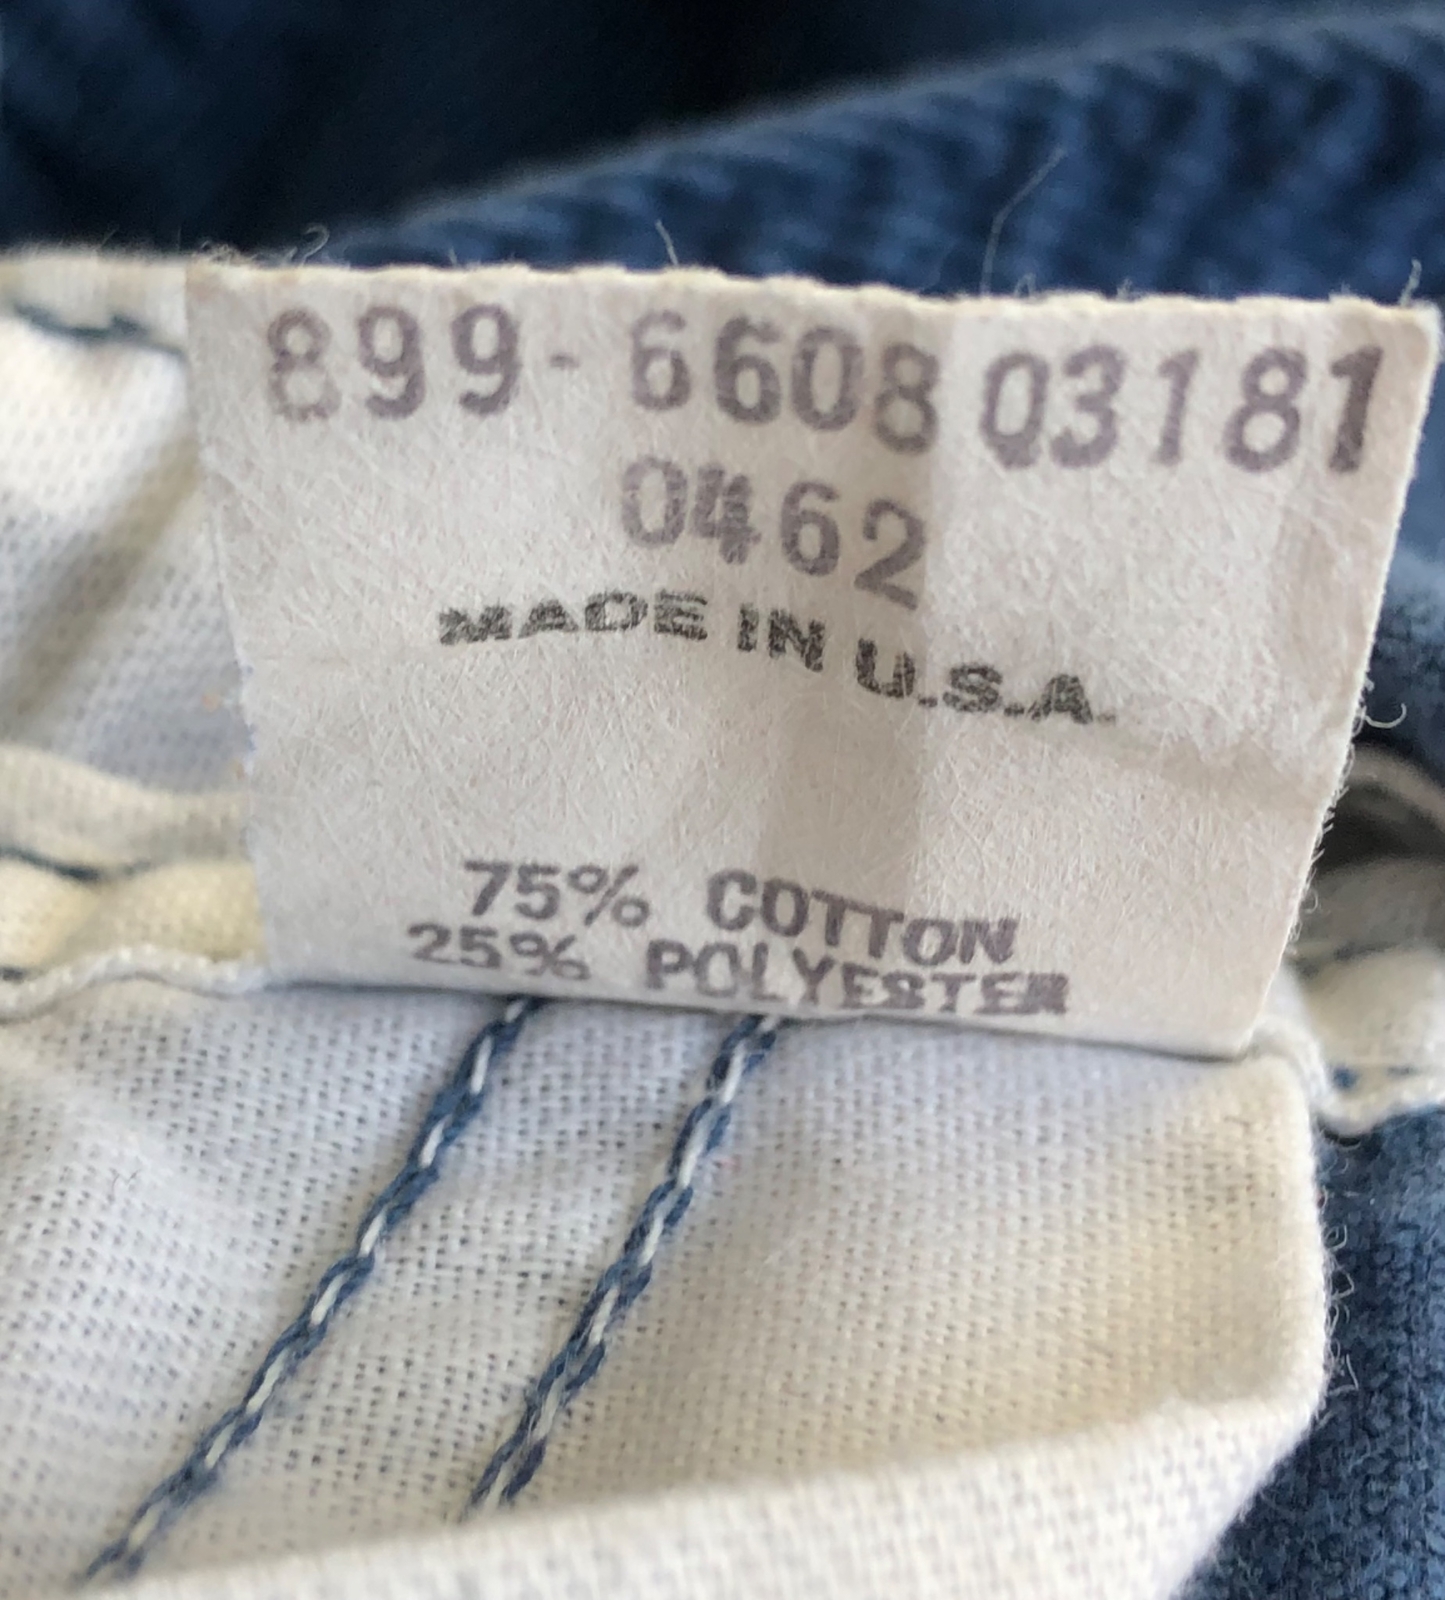 899-6608 03181
0462
MADE IN U.S.A.
75% COTTON
25% POLYESTER